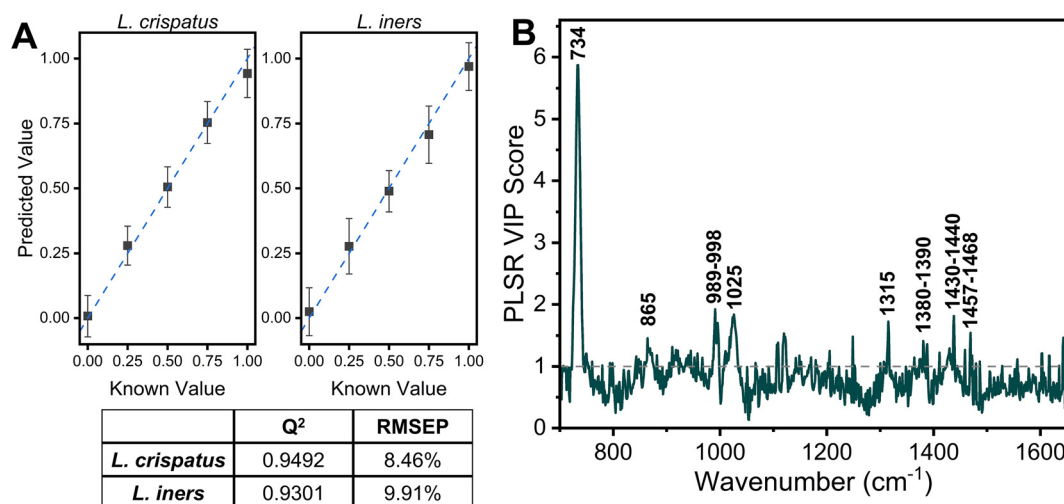 A
L. crispatus
L. iners
Predicted Value
1.00
0.75
0.50
0.25
0.00
0.00 0.25 0.50 0.75 1.00
Known Value
1.00
0.75
0.50
0.25
0.00
0.00 0.25 0.50 0.75 1.00
Known Value
Q² RMSEP
L. crispatus 0.9492 8.46%
L. iners 0.9301 9.91%
B
PLSR VIP Score
6
5
4
3
2
1
0
734
865
989-998
1025
1315
1380-1390
1430-1440
1457-1468
800 1000 1200 1400 1600
Wavenumber (cm⁻¹)